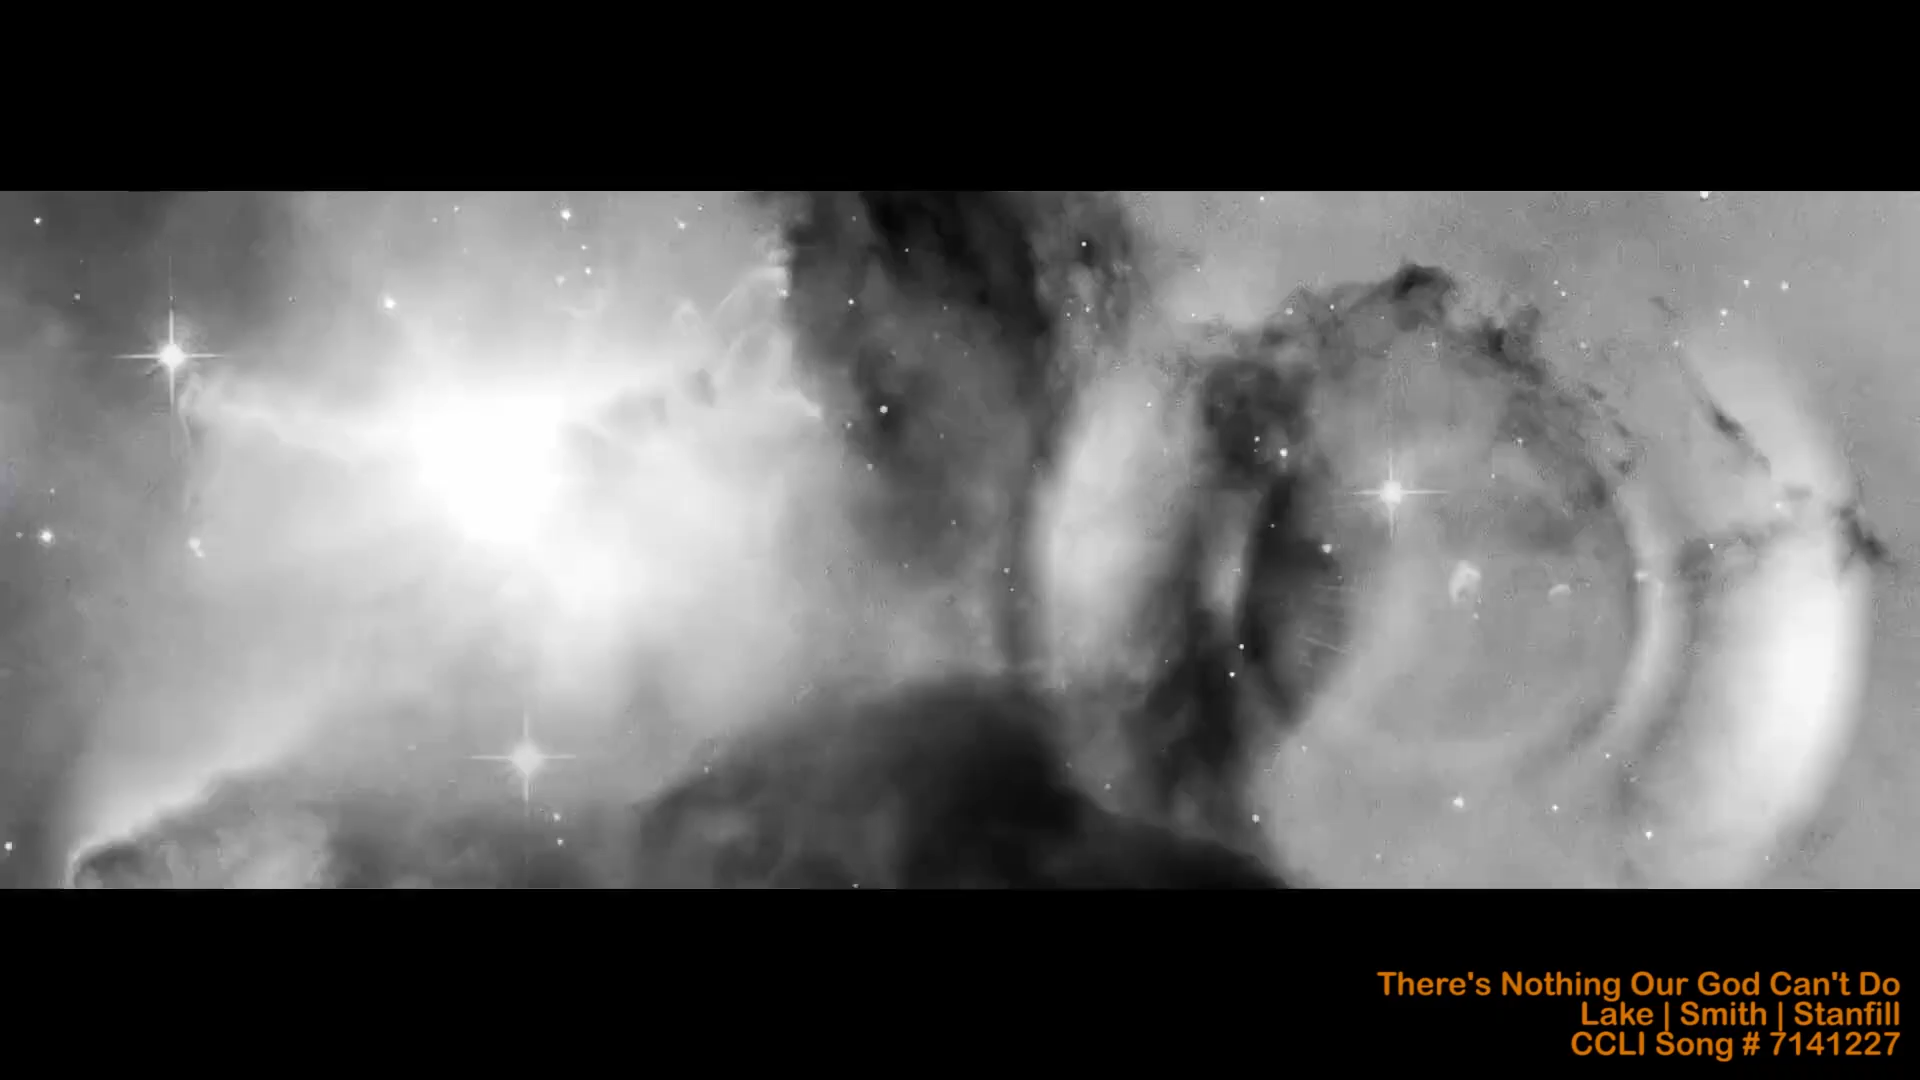 There's Nothing Our God Can't Do
Lake | Smith | Stanfill
CCLI Song # 7141227